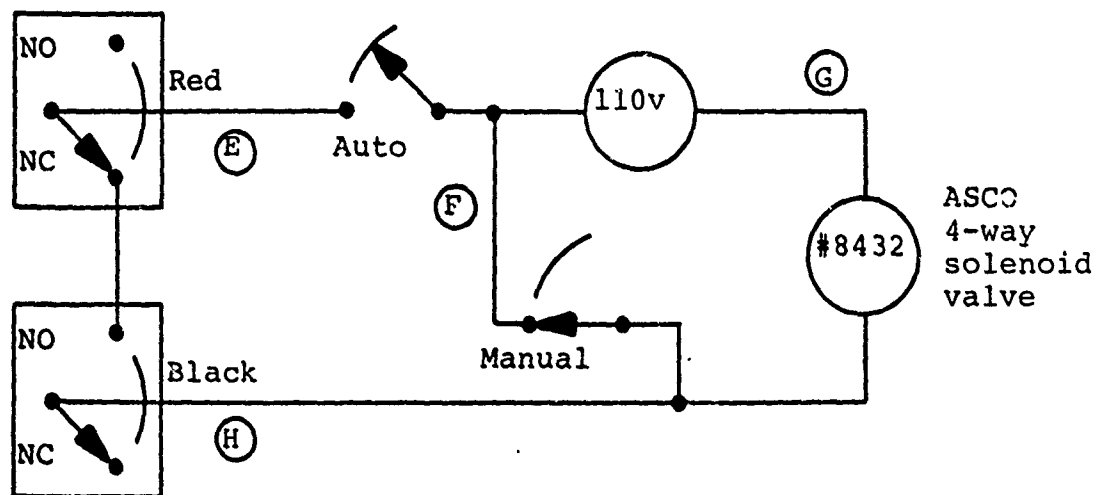 NO
Red
NC
E
Auto
110v
G
F
ASCO
4-way
solenoid
valve
#8432
NO
Black
NC
H
Manual